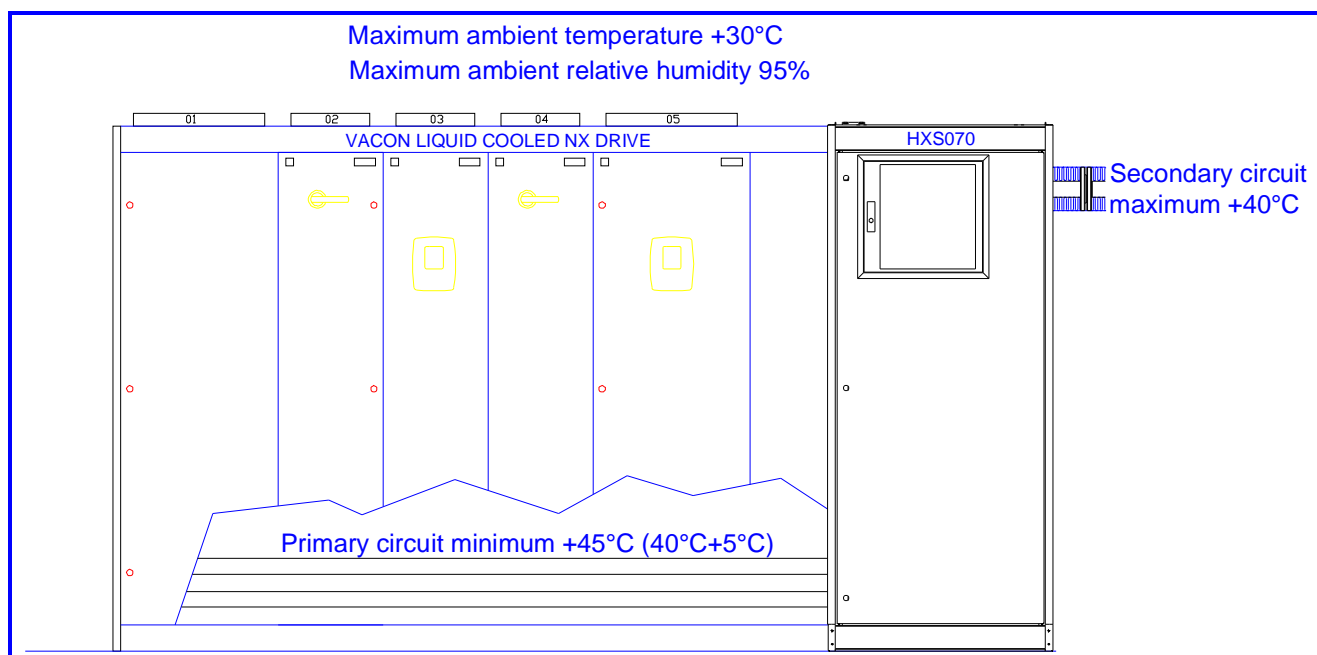 Maximum ambient temperature +30°C
Maximum ambient relative humidity 95%
01 02 03 04 05
VACON LIQUID COOLED NX DRIVE
HXS070
Secondary circuit
maximum +40°C
Primary circuit minimum +45°C (40°C+5°C)